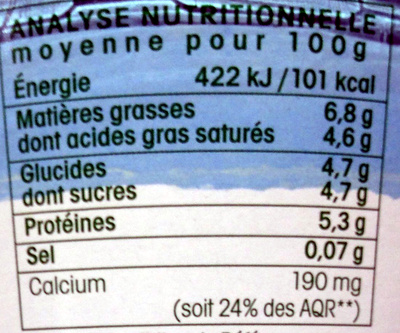 ANALYSE NUTRITIONNELLE
moyenne pour 100g
Énergie 422 kJ/101 kcal
Matières grasses 6,8 g
dont acides gras saturés 4,6 g
Glucides 4,7 g
dont sucres 4,7 g
Protéines 5,3 g
Sel 0,07 g
Calcium 190 mg
(soit 24% des AQR**)